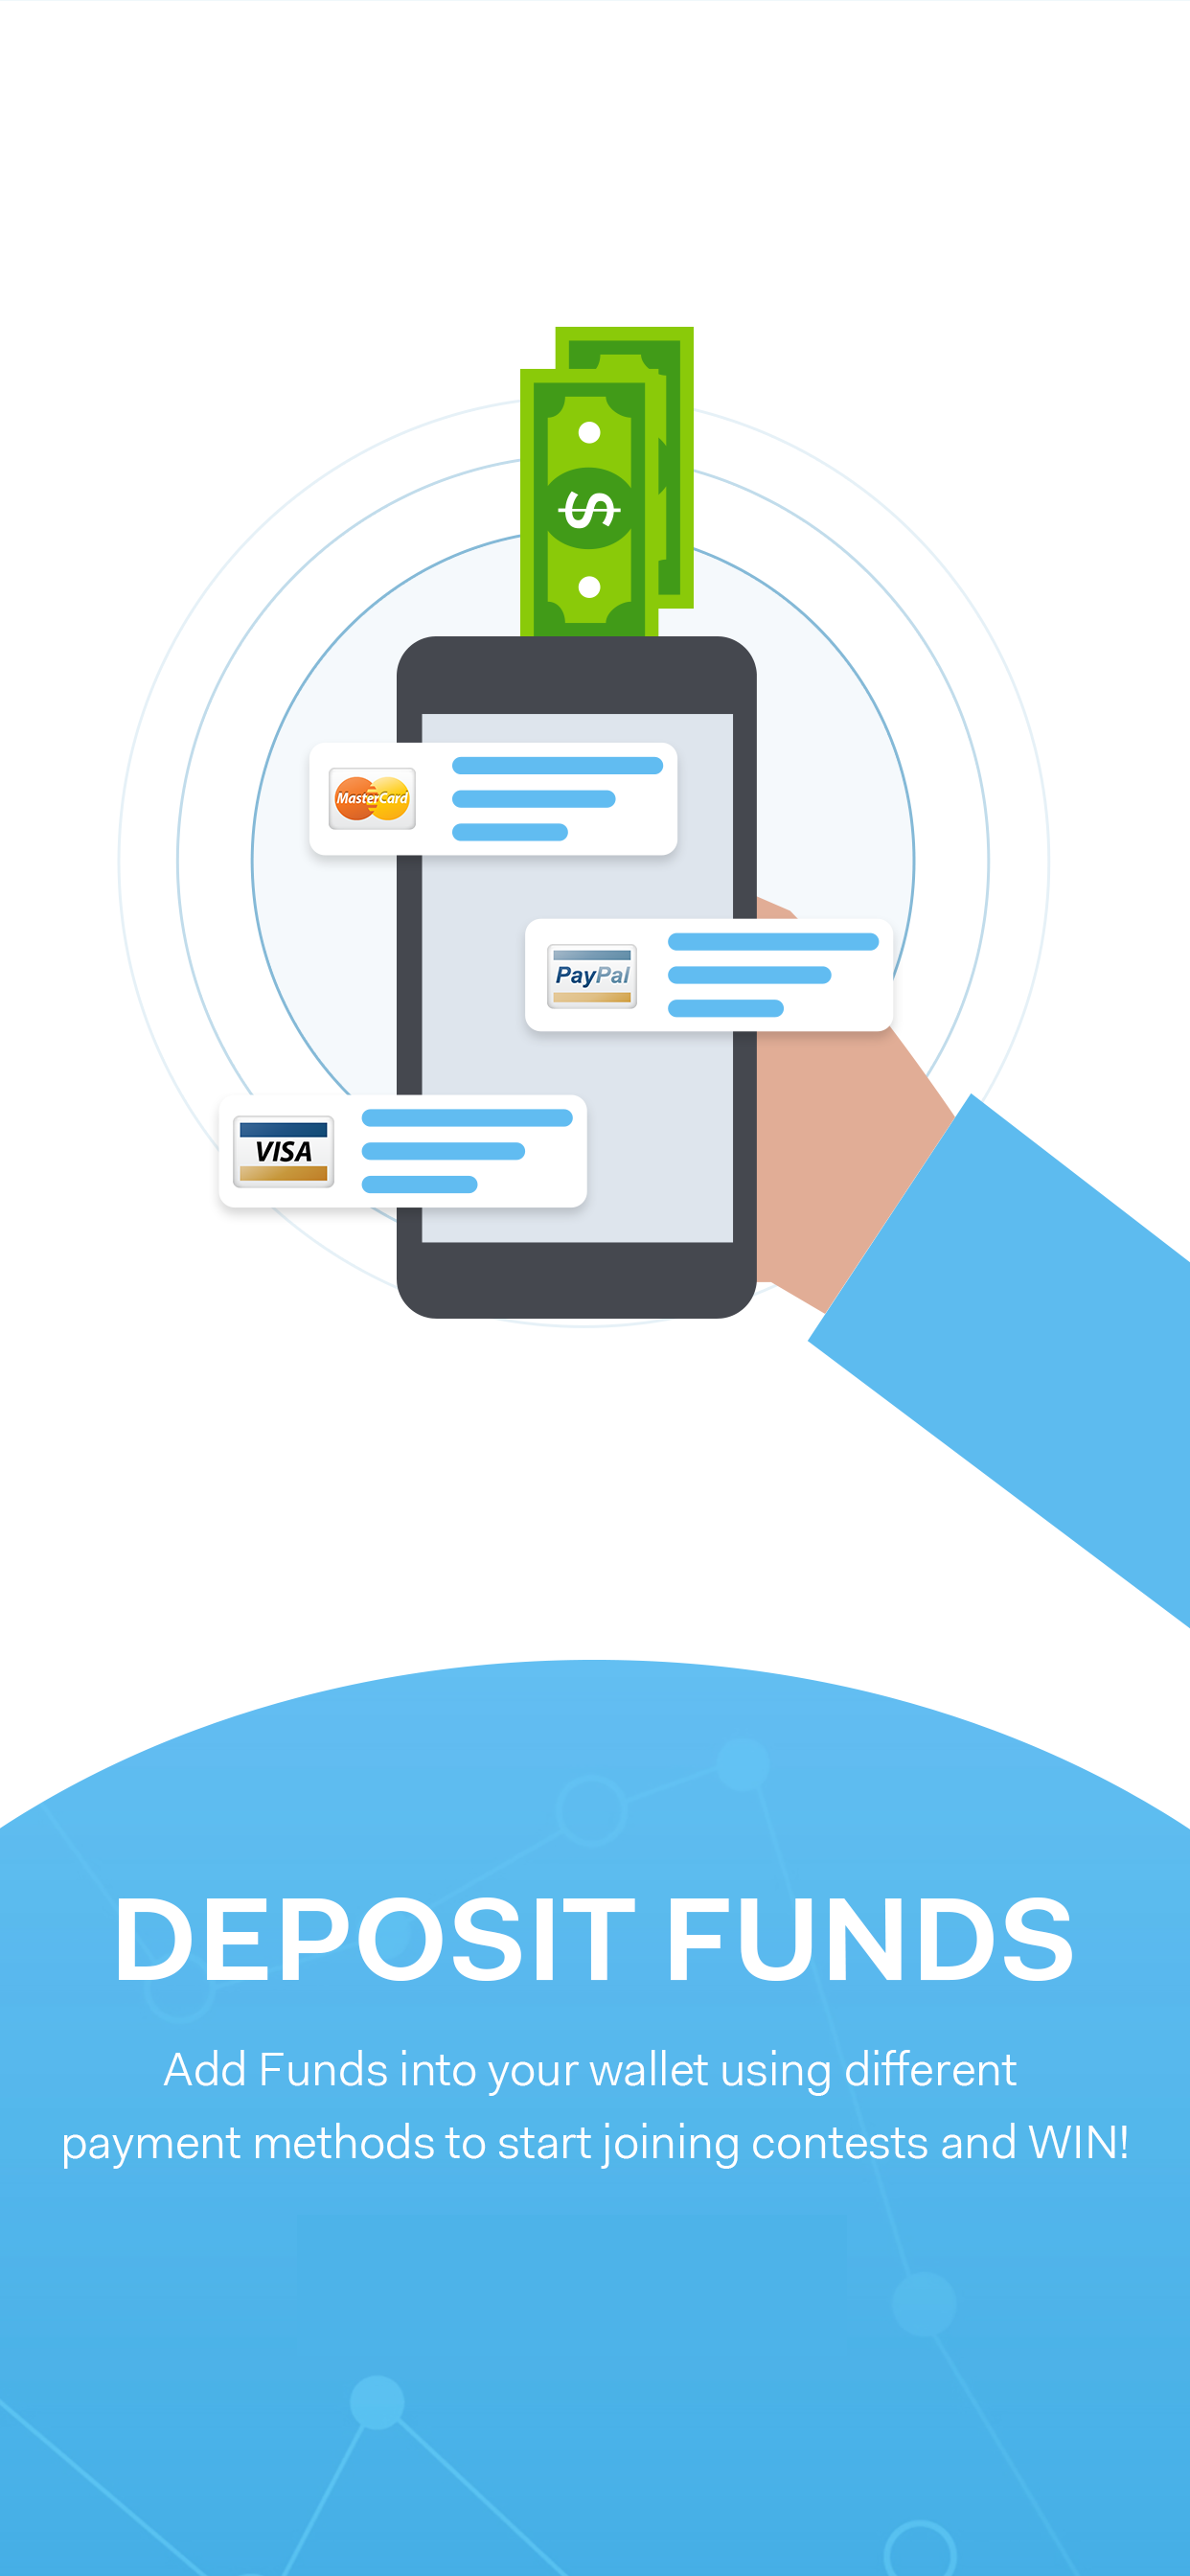 $
MasterCard
PayPal
VISA
DEPOSIT FUNDS
Add Funds into your wallet using different
payment methods to start joining contests and WIN!